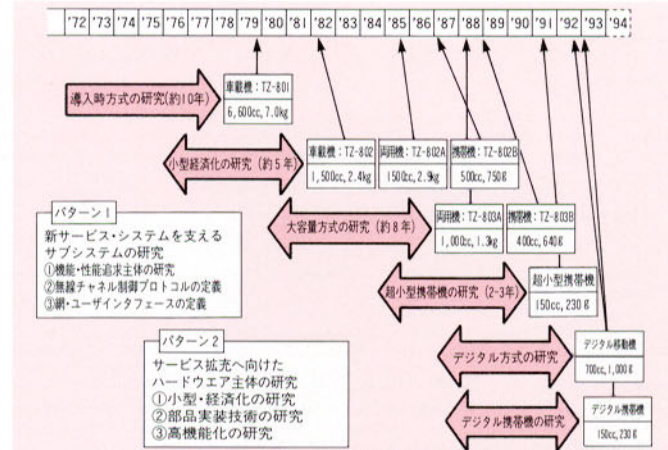 '72 '73 '74 '75 '76 '77 '78 '79 '80 '81 '82 '83 '84 '85 '86 '87 '88 '89 '90 '91 '92 '93 '94
導入時方式の研究(約10年)
車載機：TZ-801
6,600cc, 7.0kg
小型経済化の研究（約5年）
車載機：TZ-802
1,500cc, 2.4kg
両用機：TZ-802A
1500cc, 2.9kg
携帯機：TZ-802B
500cc, 750g
大容量方式の研究（約8年）
両用機：TZ-803A
1,000cc, 1.3kg
携帯機：TZ-803B
400cc, 640g
超小型携帯機の研究（2-3年）
超小型携帯機
150cc, 230g
デジタル方式の研究
デジタル移動機
700cc, 1,000g
デジタル携帯機の研究
デジタル携帯機
150cc, 230g
パターン1
新サービス・システムを支える
サブシステムの研究
①機能・性能追求主体の研究
②無線チャネル制御プロトコルの定義
③網・ユーザインタフェースの定義
パターン2
サービス拡充へ向けた
ハードウエア主体の研究
①小型・経済化の研究
②部品実装技術の研究
③高機能化の研究